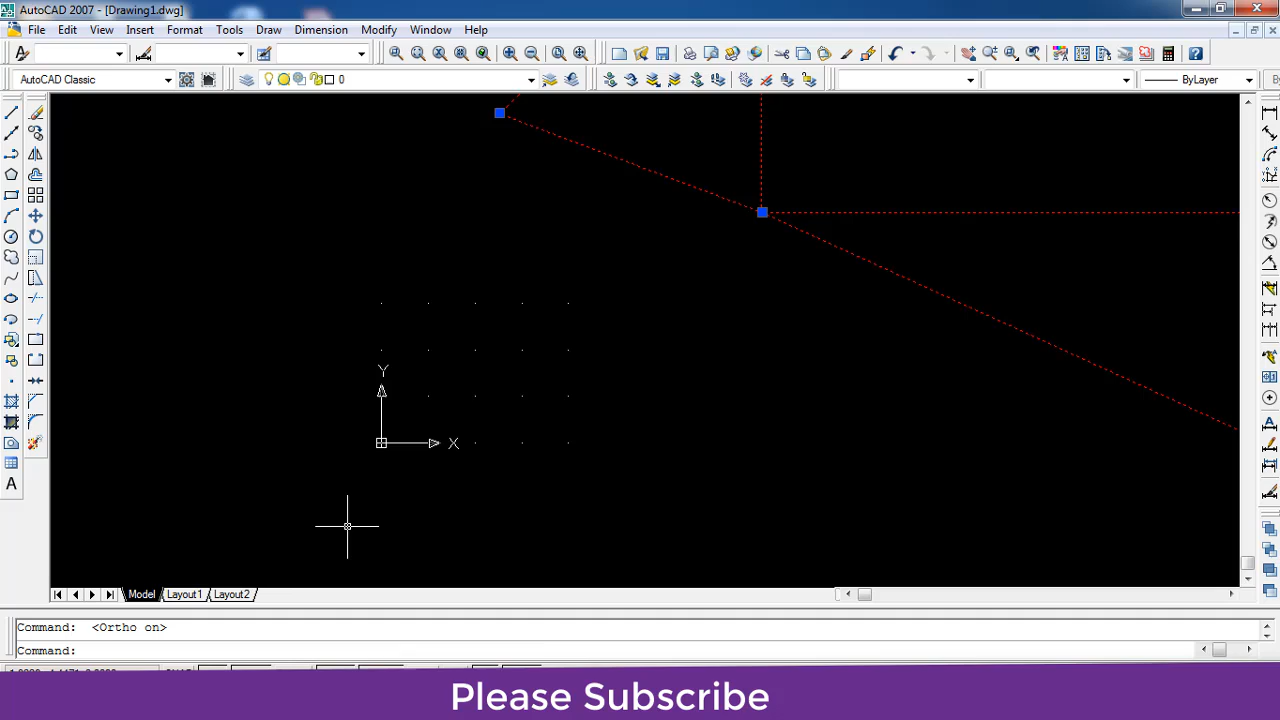 AutoCAD 2007 - [Drawing1.dwg]
File Edit View Insert Format Tools Draw Dimension Modify Window Help
AutoCAD Classic 0 ByLayer
Y
X
A
Model Layout1 Layout2
Command: <Ortho on>
Command:
Please Subscribe